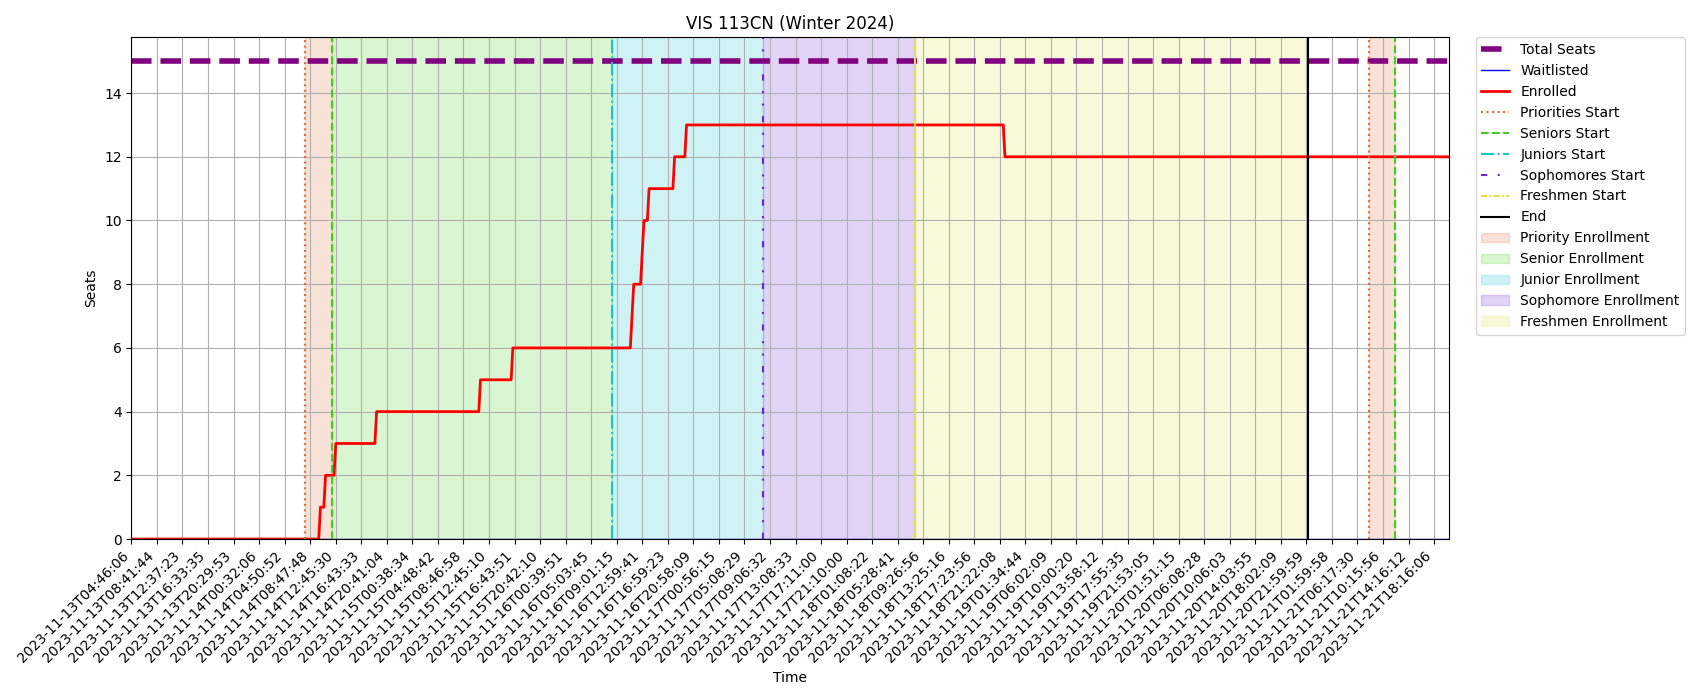 VIS 113CN (Winter 2024)
Seats
14
12
10
8
6
4
2
0
2023-11-13T04:46:06
2023-11-13T08:41:44
2023-11-13T12:37:23
2023-11-13T16:33:35
2023-11-13T20:29:53
2023-11-14T00:32:06
2023-11-14T04:50:52
2023-11-14T08:47:48
2023-11-14T12:45:30
2023-11-14T16:43:33
2023-11-14T20:41:04
2023-11-15T00:38:34
2023-11-15T04:48:42
2023-11-15T08:46:58
2023-11-15T12:45:10
2023-11-15T16:43:51
2023-11-15T20:42:10
2023-11-16T00:39:51
2023-11-16T05:03:45
2023-11-16T09:01:15
2023-11-16T12:59:41
2023-11-16T16:59:23
2023-11-16T20:58:09
2023-11-17T00:56:15
2023-11-17T05:08:29
2023-11-17T09:06:32
2023-11-17T13:08:33
2023-11-17T17:11:00
2023-11-17T21:10:00
2023-11-18T01:08:22
2023-11-18T05:28:41
2023-11-18T09:26:56
2023-11-18T13:25:16
2023-11-18T17:23:56
2023-11-18T21:22:08
2023-11-19T01:34:44
2023-11-19T06:02:09
2023-11-19T10:00:20
2023-11-19T13:58:12
2023-11-19T17:55:35
2023-11-19T21:53:05
2023-11-20T01:51:15
2023-11-20T06:08:28
2023-11-20T10:06:03
2023-11-20T14:03:55
2023-11-20T18:02:09
2023-11-20T21:59:59
2023-11-21T01:59:58
2023-11-21T06:17:30
2023-11-21T10:15:56
2023-11-21T14:16:12
2023-11-21T18:16:06
Time
Total Seats
Waitlisted
Enrolled
Priorities Start
Seniors Start
Juniors Start
Sophomores Start
Freshmen Start
End
Priority Enrollment
Senior Enrollment
Junior Enrollment
Sophomore Enrollment
Freshmen Enrollment